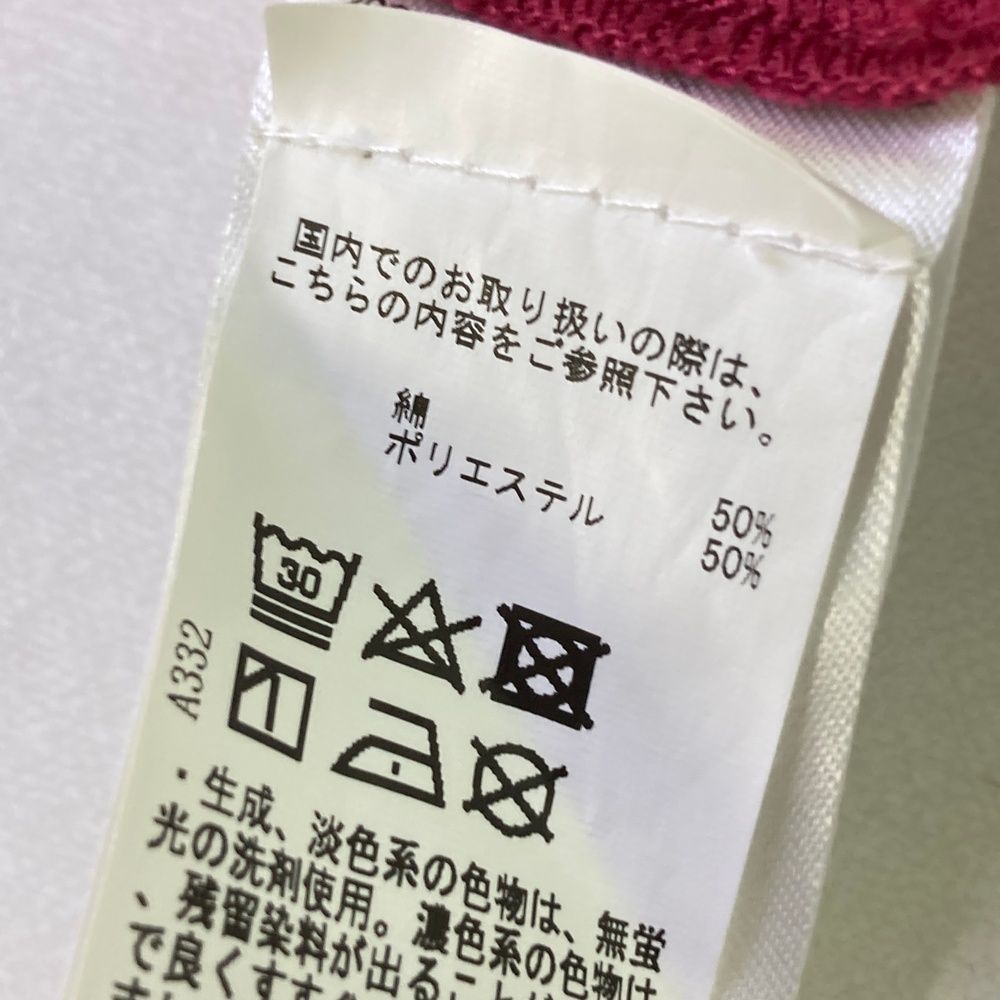 国内でのお取り扱いの際は、
こちらの内容をご参照下さい。
綿 50%
ポリエステル 50%
30
A332
・生成、淡色系の色物は、無蛍
光の洗剤使用。濃色系の色物は
、残留染料が出ること
で良くすす